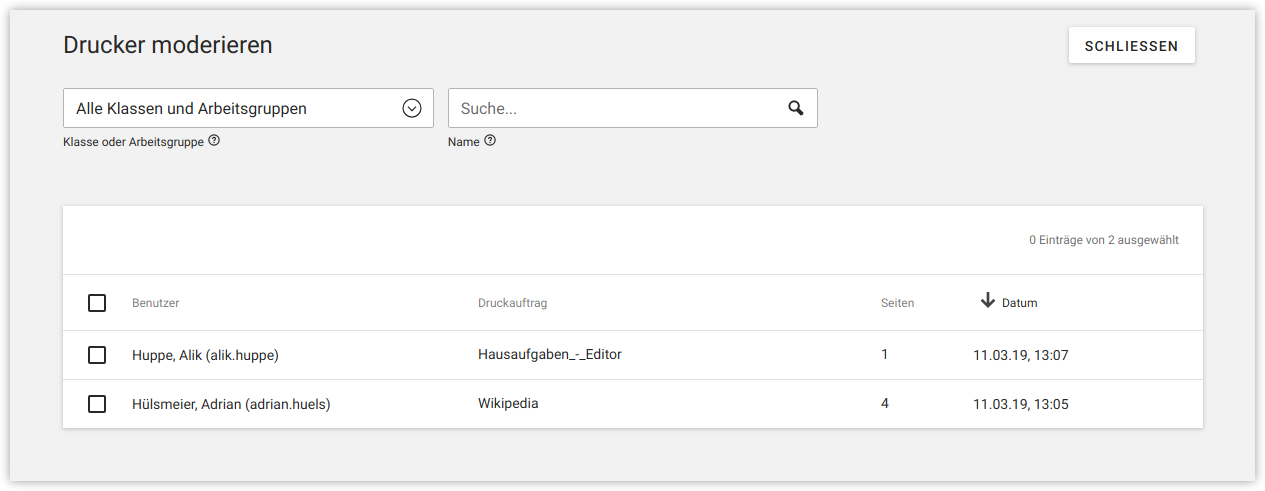 Drucker moderieren
SCHLIESSEN
Alle Klassen und Arbeitsgruppen
Suche...
Klasse oder Arbeitsgruppe ?
Name ?
0 Einträge von 2 ausgewählt
Benutzer Druckauftrag Seiten Datum
Huppe, Alik (alik.huppe) Hausaufgaben_-_Editor 1 11.03.19, 13:07
Hülsmeier, Adrian (adrian.huels) Wikipedia 4 11.03.19, 13:05